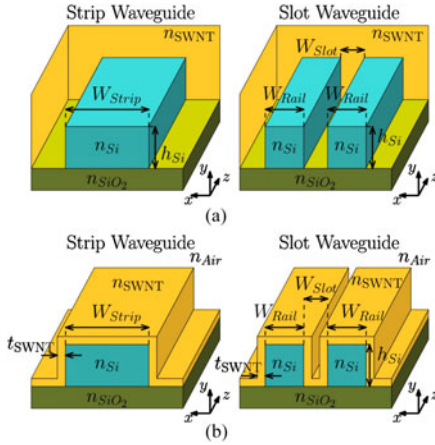 Strip Waveguide Slot Waveguide
n_SWNT n_SWNT
W_Slot
W_Strip W_Rail W_Rail
h_Si h_Si
n_Si n_Si n_Si
n_SiO2 n_SiO2
y z x y z x
(a)
Strip Waveguide Slot Waveguide
n_Air n_Air
n_SWNT W_Slot n_SWNT
W_Strip W_Rail W_Rail
t_SWNT t_SWNT
n_Si n_Si n_Si h_Si
n_SiO2 n_SiO2
y z x y z x
(b)